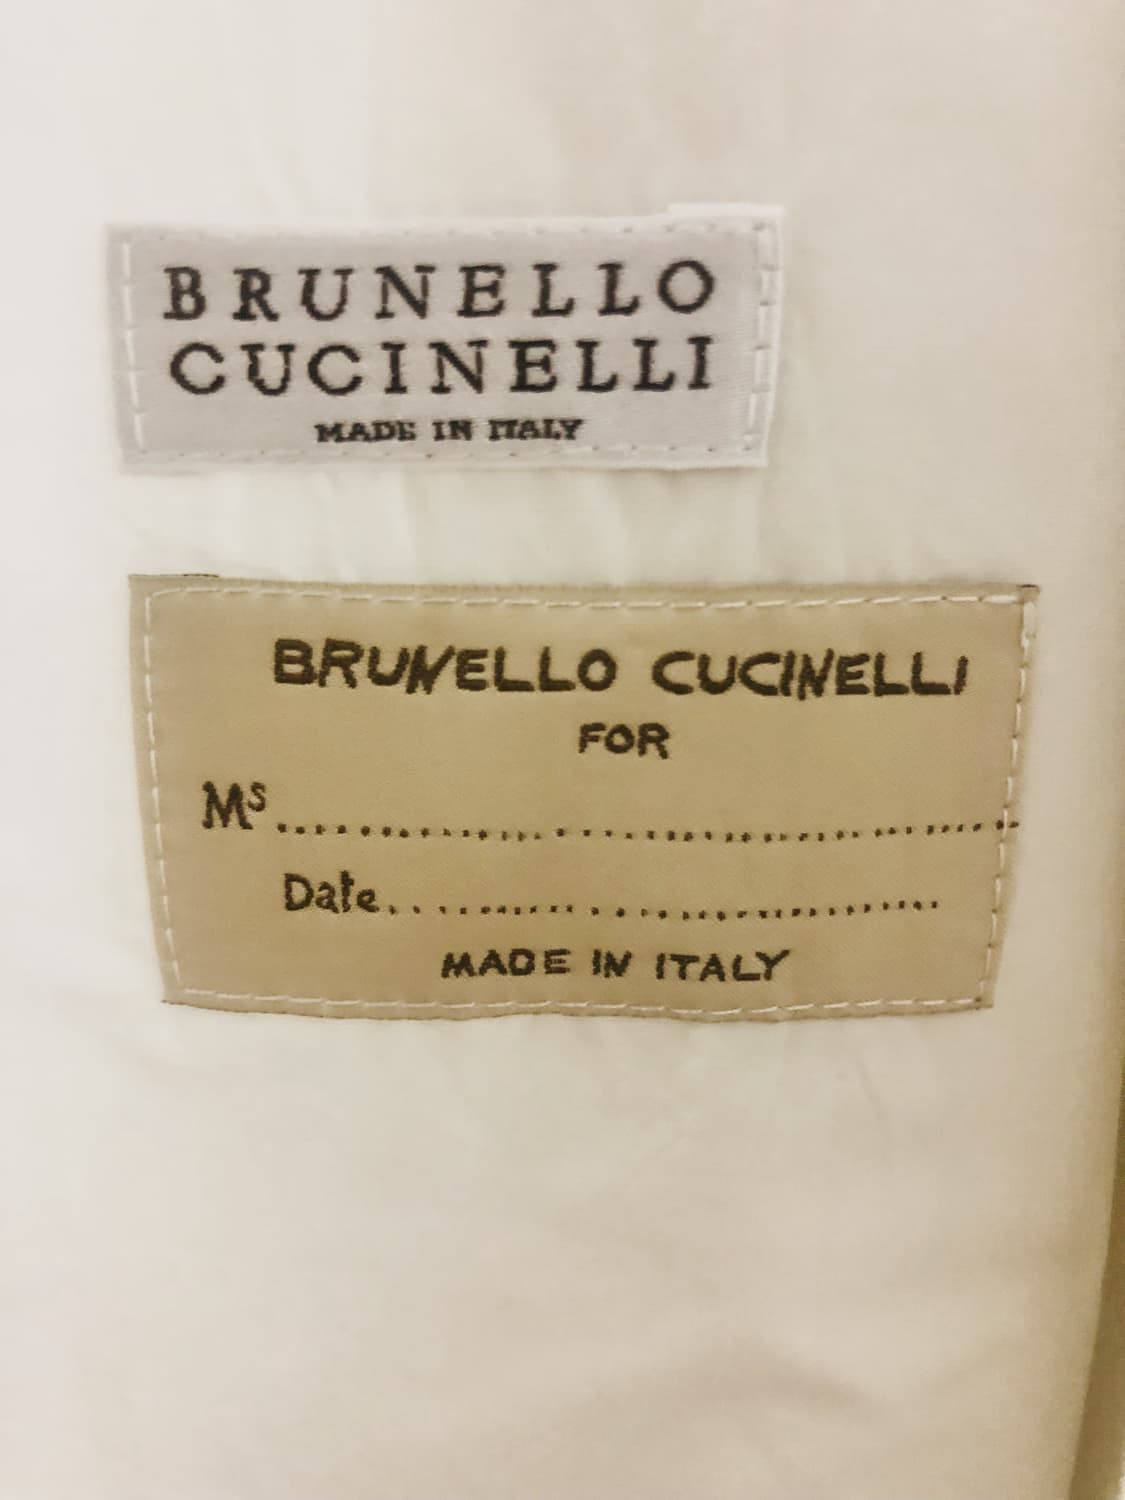 BRUNELLO
CUCINELLI
MADE IN ITALY
BRUNELLO CUCINELLI
FOR
Ms......................................................
Date.............................................
MADE IN ITALY